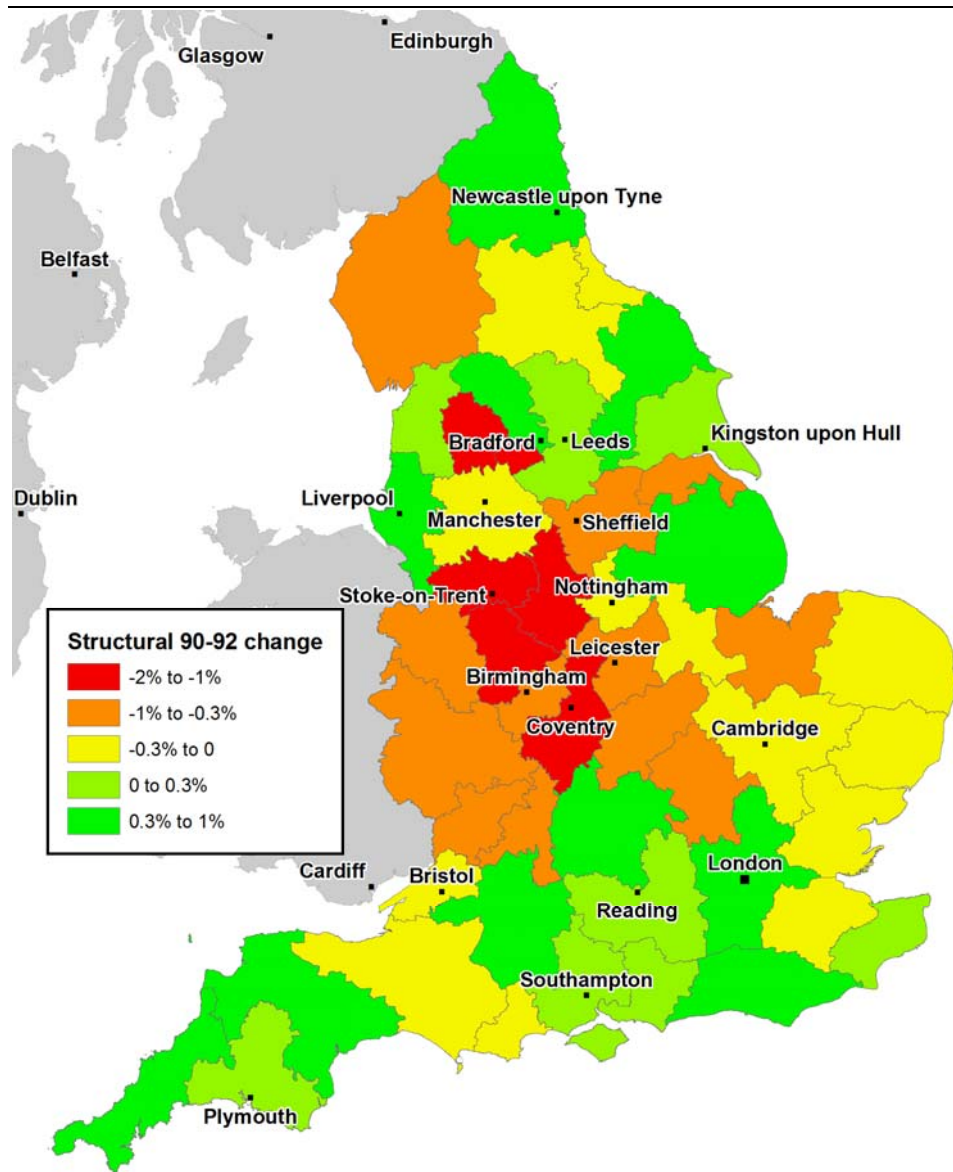 Edinburgh
Glasgow
Newcastle upon Tyne
Belfast
Kingston upon Hull
Bradford
Leeds
Dublin
Liverpool
Manchester
Sheffield
Stoke-on-Trent
Nottingham
Structural 90-92 change
-2% to -1%
-1% to -0.3%
-0.3% to 0
0 to 0.3%
0.3% to 1%
Leicester
Birmingham
Coventry
Cambridge
Cardiff
Bristol
London
Reading
Southampton
Plymouth